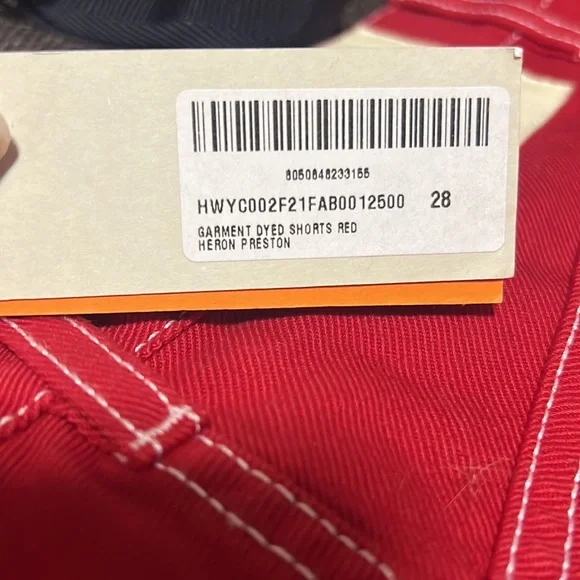 8050848233155
HWYC002F21FAB0012500 28
GARMENT DYED SHORTS RED
HERON PRESTON